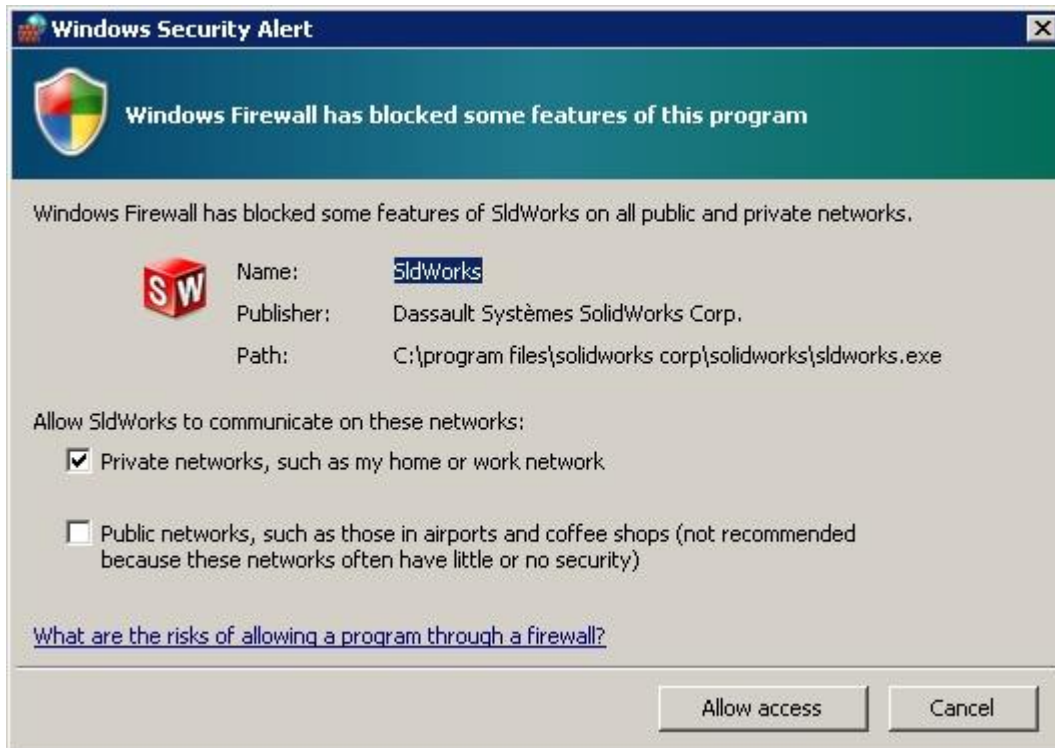 Windows Security Alert
Windows Firewall has blocked some features of this program
Windows Firewall has blocked some features of SldWorks on all public and private networks.
SW
Name: SldWorks
Publisher: Dassault Systèmes SolidWorks Corp.
Path: C:\program files\solidworks corp\solidworks\sldworks.exe
Allow SldWorks to communicate on these networks:
Private networks, such as my home or work network
Public networks, such as those in airports and coffee shops (not recommended
because these networks often have little or no security)
What are the risks of allowing a program through a firewall?
Allow access Cancel